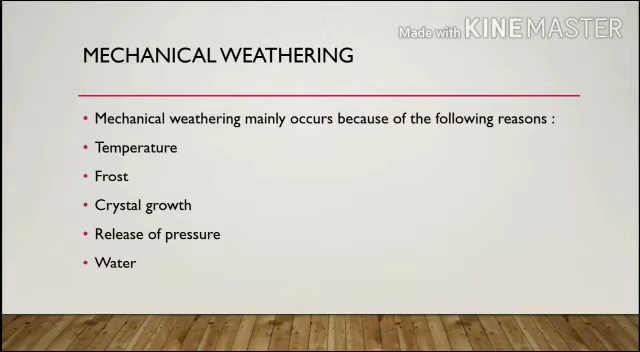 Made with KINEMASTER
MECHANICAL WEATHERING
• Mechanical weathering mainly occurs because of the following reasons :
• Temperature
• Frost
• Crystal growth
• Release of pressure
• Water